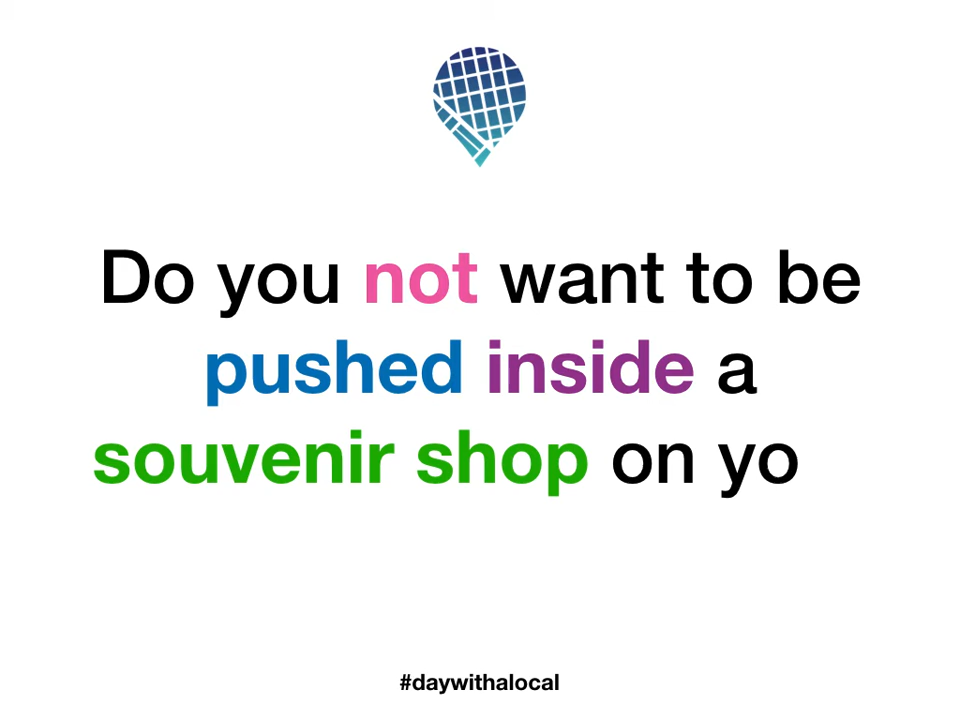 Do you not want to be
pushed inside a
souvenir shop on yo
#daywithalocal